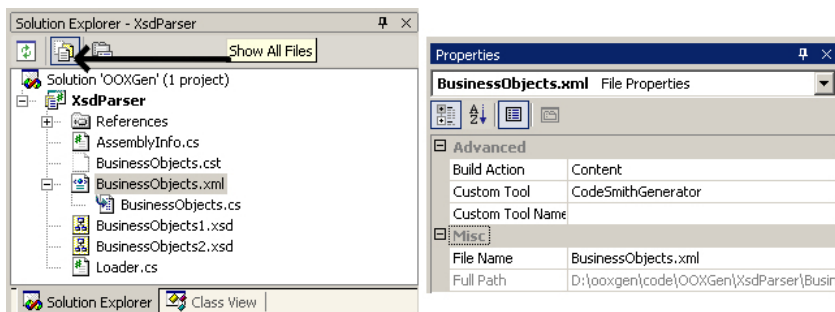 Solution Explorer - XsdParser
Show All Files
Solution 'OOXGen' (1 project)
XsdParser
References
AssemblyInfo.cs
BusinessObjects.cst
BusinessObjects.xml
BusinessObjects.cs
BusinessObjects1.xsd
BusinessObjects2.xsd
Loader.cs
Solution Explorer Class View
Properties
BusinessObjects.xml File Properties
Advanced
Build Action Content
Custom Tool CodeSmithGenerator
Custom Tool Name
Misc
File Name BusinessObjects.xml
Full Path D:\ooxgen\code\OOXGen\XsdParser\Busin